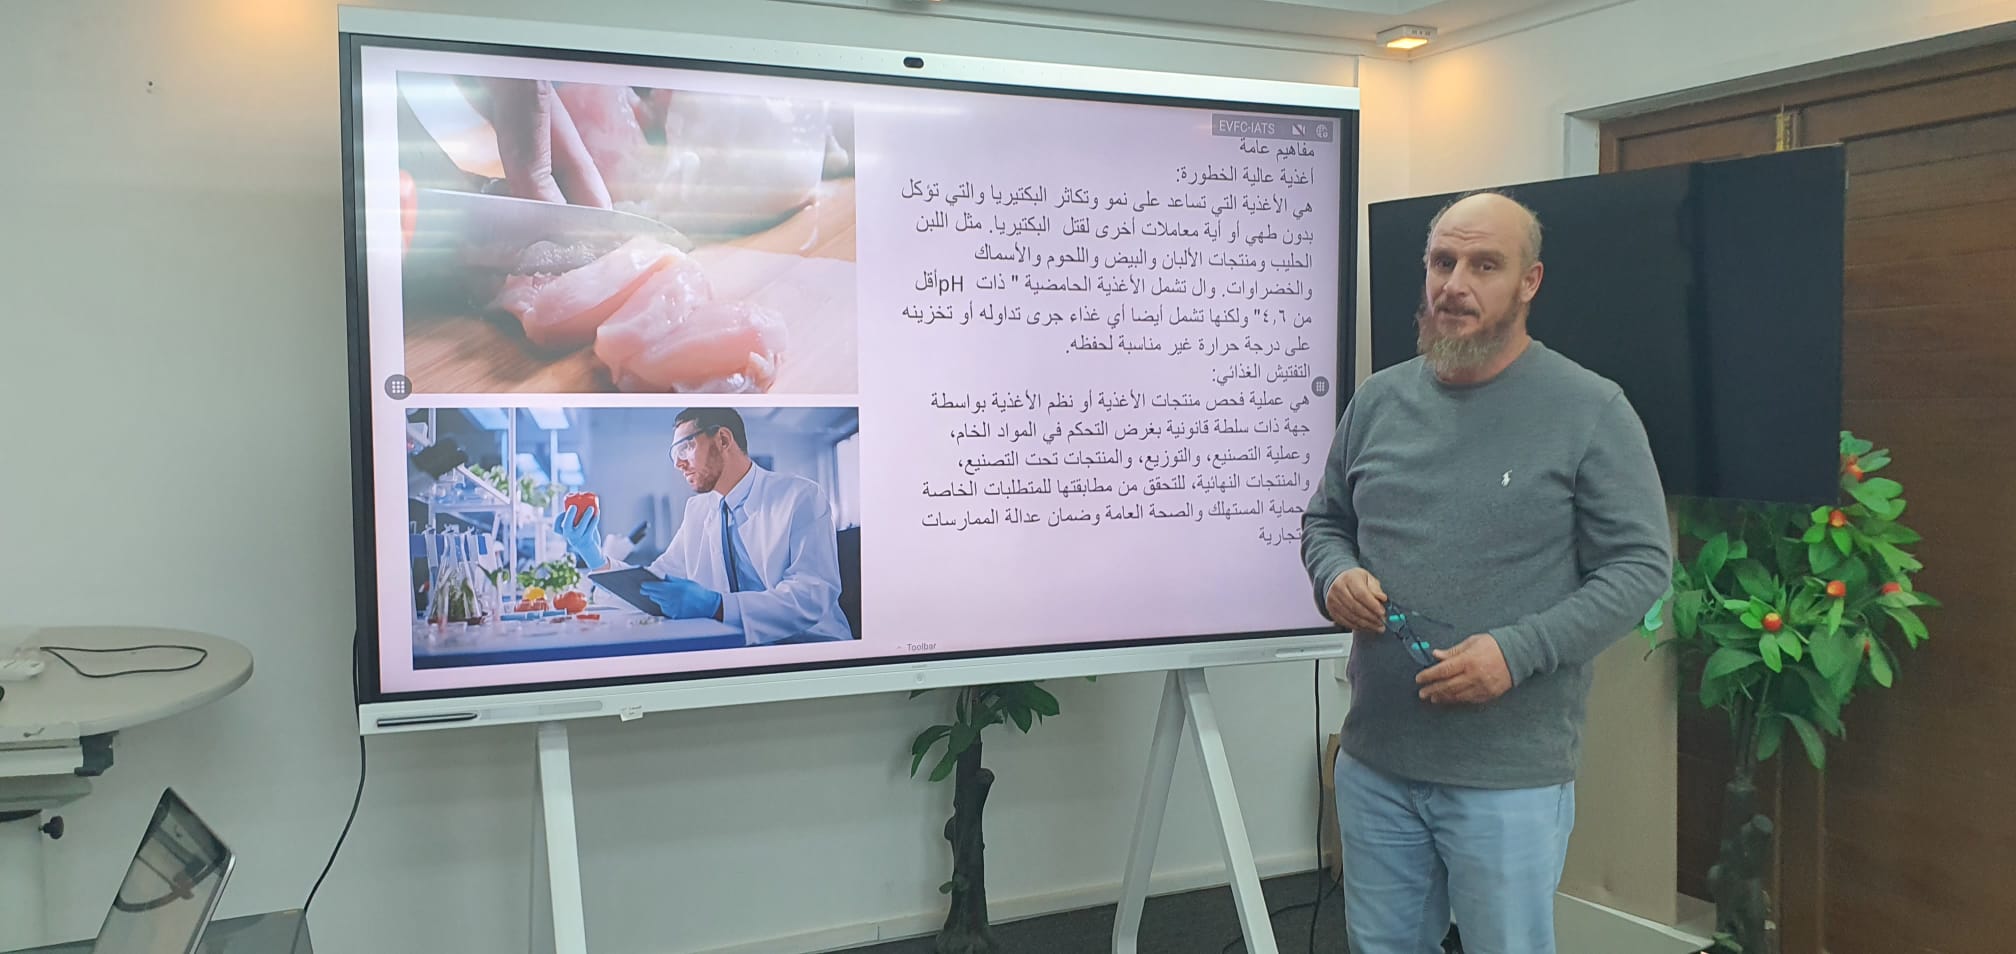 EVFC-IATS
مفاهيم عامة
أغذية عالية الخطورة:
هي الأغذية التي تساعد على نمو وتكاثر البكتيريا والتي تؤكل
بدون طهي أو أية معاملات أخرى لقتل البكتيريا. مثل اللبن
الحليب ومنتجات الألبان والبيض واللحوم والأسماك
والخضراوات. وال تشمل الأغذية الحامضية " ذات pHأقل
من ٤,٦" ولكنها تشمل أيضا أي غذاء جرى تداوله أو تخزينه
على درجة حرارة غير مناسبة لحفظه.
التفتيش الغذائي:
هي عملية فحص منتجات الأغذية أو نظم الأغذية بواسطة
جهة ذات سلطة قانونية بغرض التحكم في المواد الخام،
وعملية التصنيع، والتوزيع، والمنتجات تحت التصنيع،
والمنتجات النهائية، للتحقق من مطابقتها للمتطلبات الخاصة
حماية المستهلك والصحة العامة وضمان عدالة الممارسات
تجارية
Toolbar